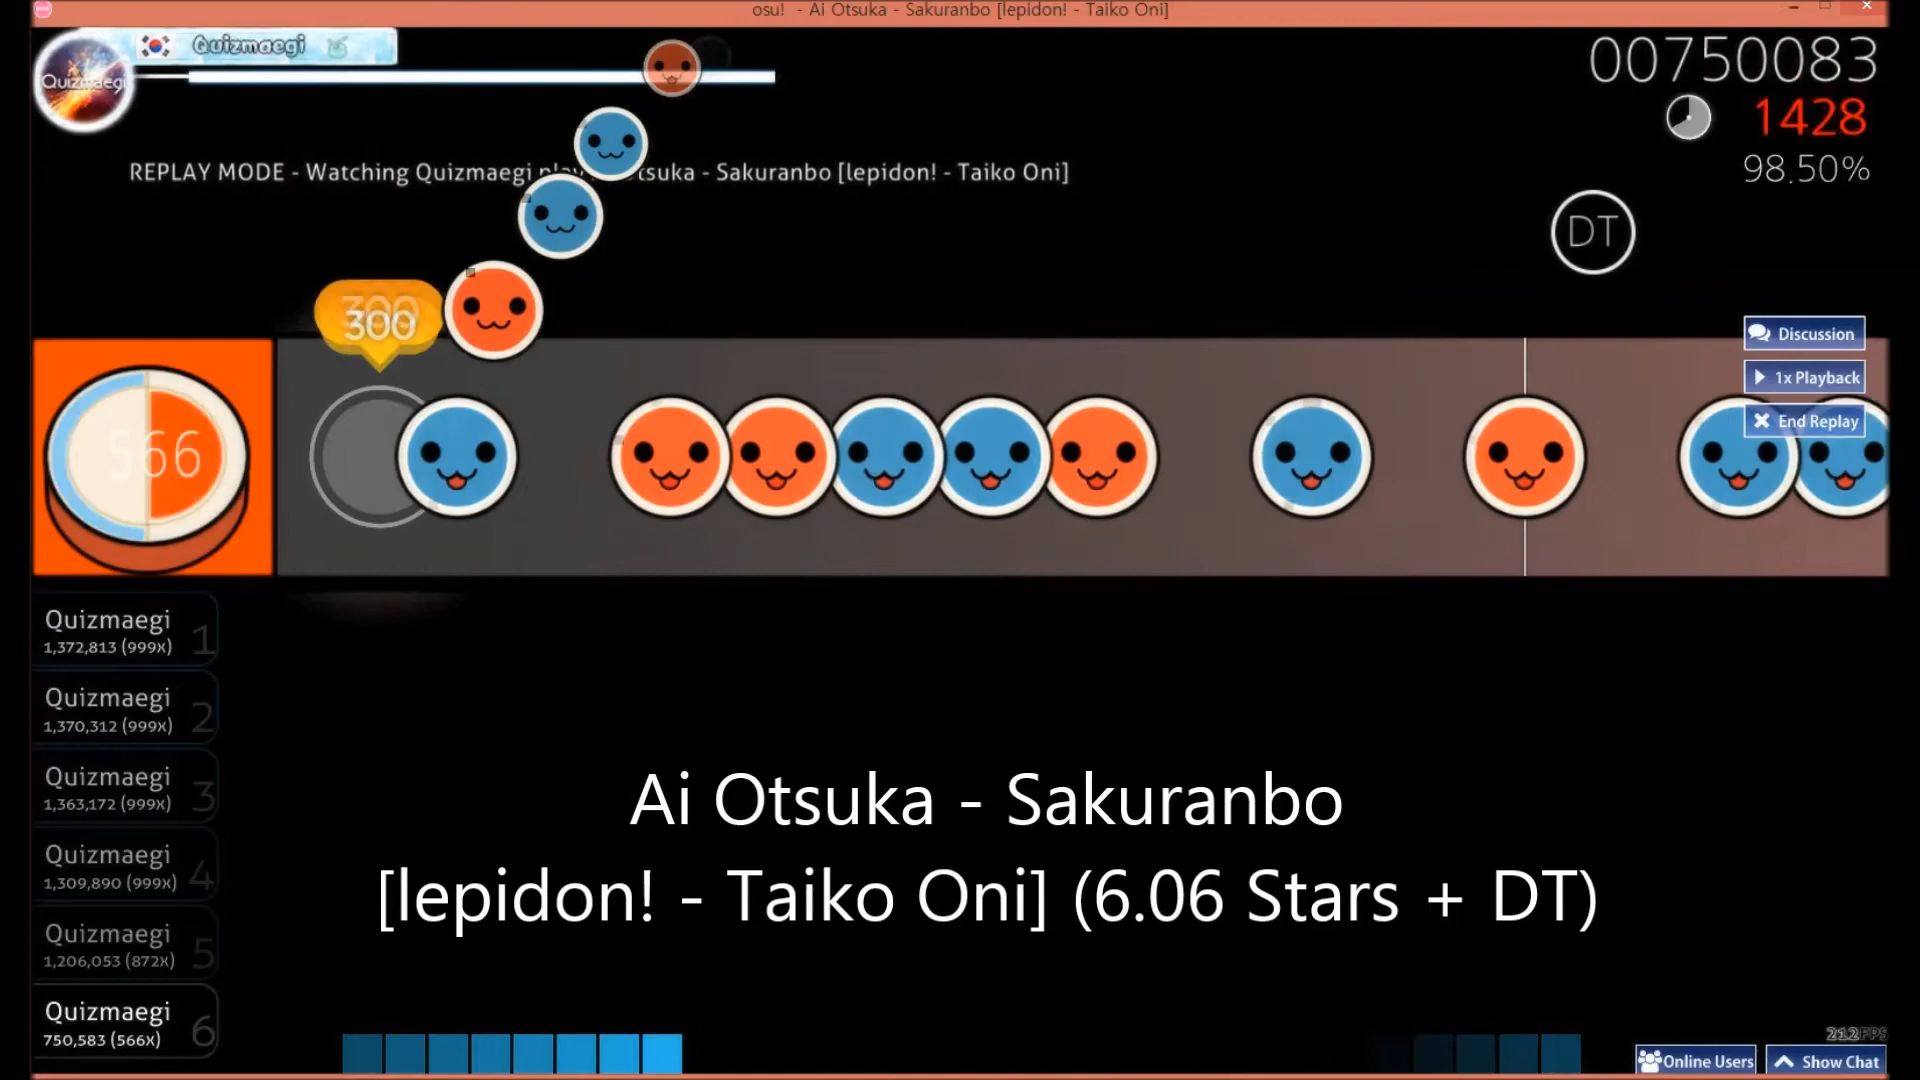 osu! - Ai Otsuka - Sakuranbo [lepidon! - Taiko Oni]
Quizmaegi
Quizmaegi
00750083
1428
98.50%
REPLAY MODE - Watching Quizmaegi play Otsuka - Sakuranbo [lepidon! - Taiko Oni]
DT
300
Discussion
1x Playback
End Replay
566
Quizmaegi
1,372,813 (999x) 1
Quizmaegi
1,370,312 (999x) 2
Quizmaegi
1,363,172 (999x) 3
Quizmaegi
1,309,890 (999x) 4
Quizmaegi
1,206,053 (872x) 5
Quizmaegi
750,583 (566x) 6
Ai Otsuka - Sakuranbo
[lepidon! - Taiko Oni] (6.06 Stars + DT)
212FPS
Online Users
Show Chat